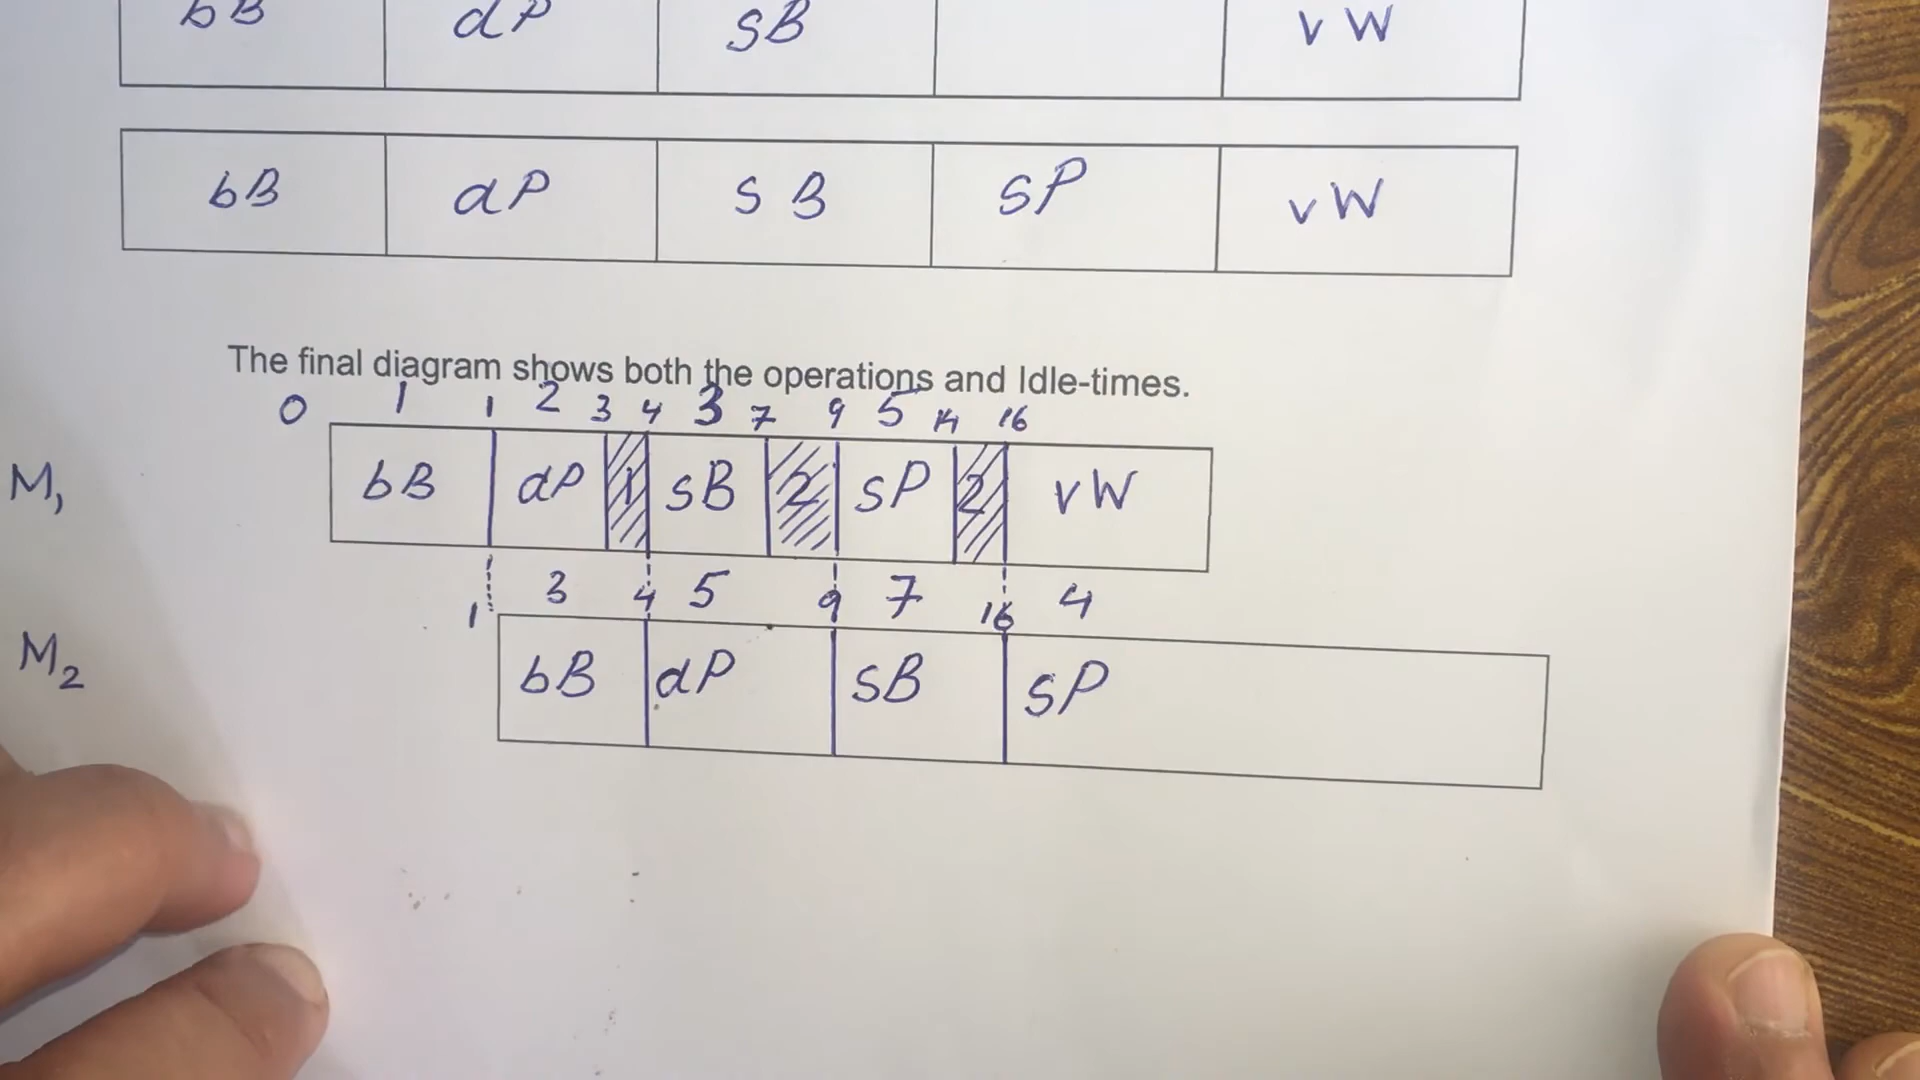 bB dP SB vW
bB dP SB SP vW
The final diagram shows both the operations and Idle-times.
0 1 1 2 3 4 3 7 9 5 14 16
M1 bB dP 1 sB 2 sP 2 vW
1 3 4 5 9 7 16 4
M2 bB dP sB sP